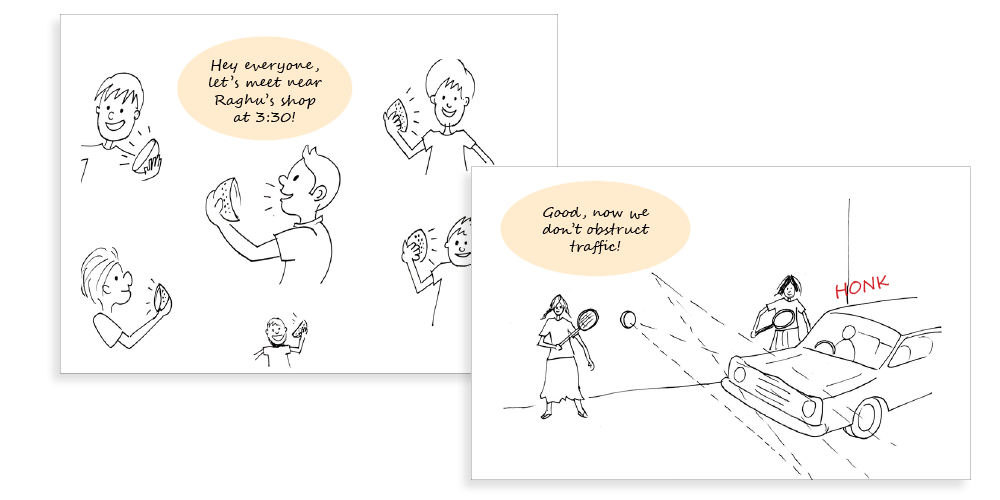 Hey everyone,
let's meet near
Raghu's shop
at 3:30!
Good, now we
don't obstruct
traffic!
HONK